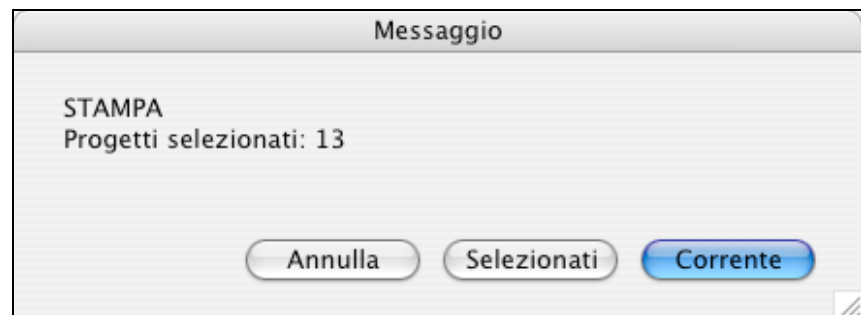 Messaggio
STAMPA
Progetti selezionati: 13
Annulla Selezionati Corrente